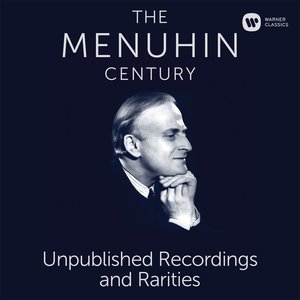 THE
MENUHIN
CENTURY
WARNER
CLASSICS
Unpublished Recordings
and Rarities